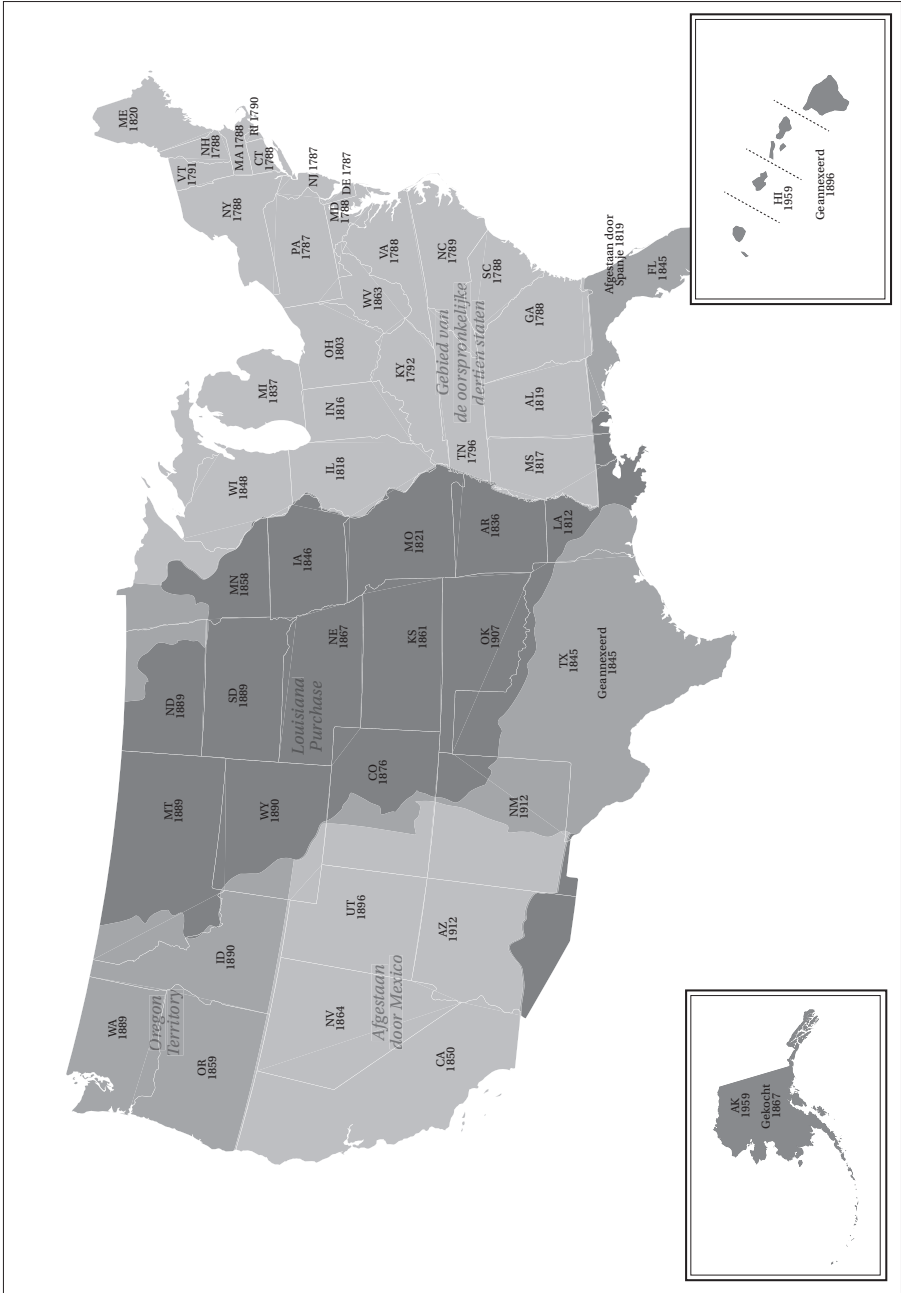 WA
1889
Oregon
Territory
OR
1859
CA
1850
NV
1864
Afgestaan
door Mexico
ID
1890
UT
1896
AZ
1912
MT
1889
WY
1890
CO
1876
NM
1912
ND
1889
SD
1889
Louisiana
Purchase
NE
1867
KS
1861
OK
1907
TX
1845
Geannexeerd
1845
MN
1858
IA
1846
MO
1821
AR
1836
LA
1812
WI
1848
IL
1818
MI
1837
IN
1816
OH
1803
KY
1792
TN
1796
MS
1817
AL
1819
GA
1788
Gebied van
de oorspronkelijke
dertien staten
WV
1863
VA
1788
NC
1789
SC
1788
Afgestaan door
Spanje 1819
FL
1845
PA
1787
NY
1788
VT
1791
NH
1788
ME
1820
MA 1788
RI 1790
CT
1788
NJ 1787
DE 1787
MD
1788
AK
1959
Gekocht
1867
HI
1959
Geannexeerd
1896